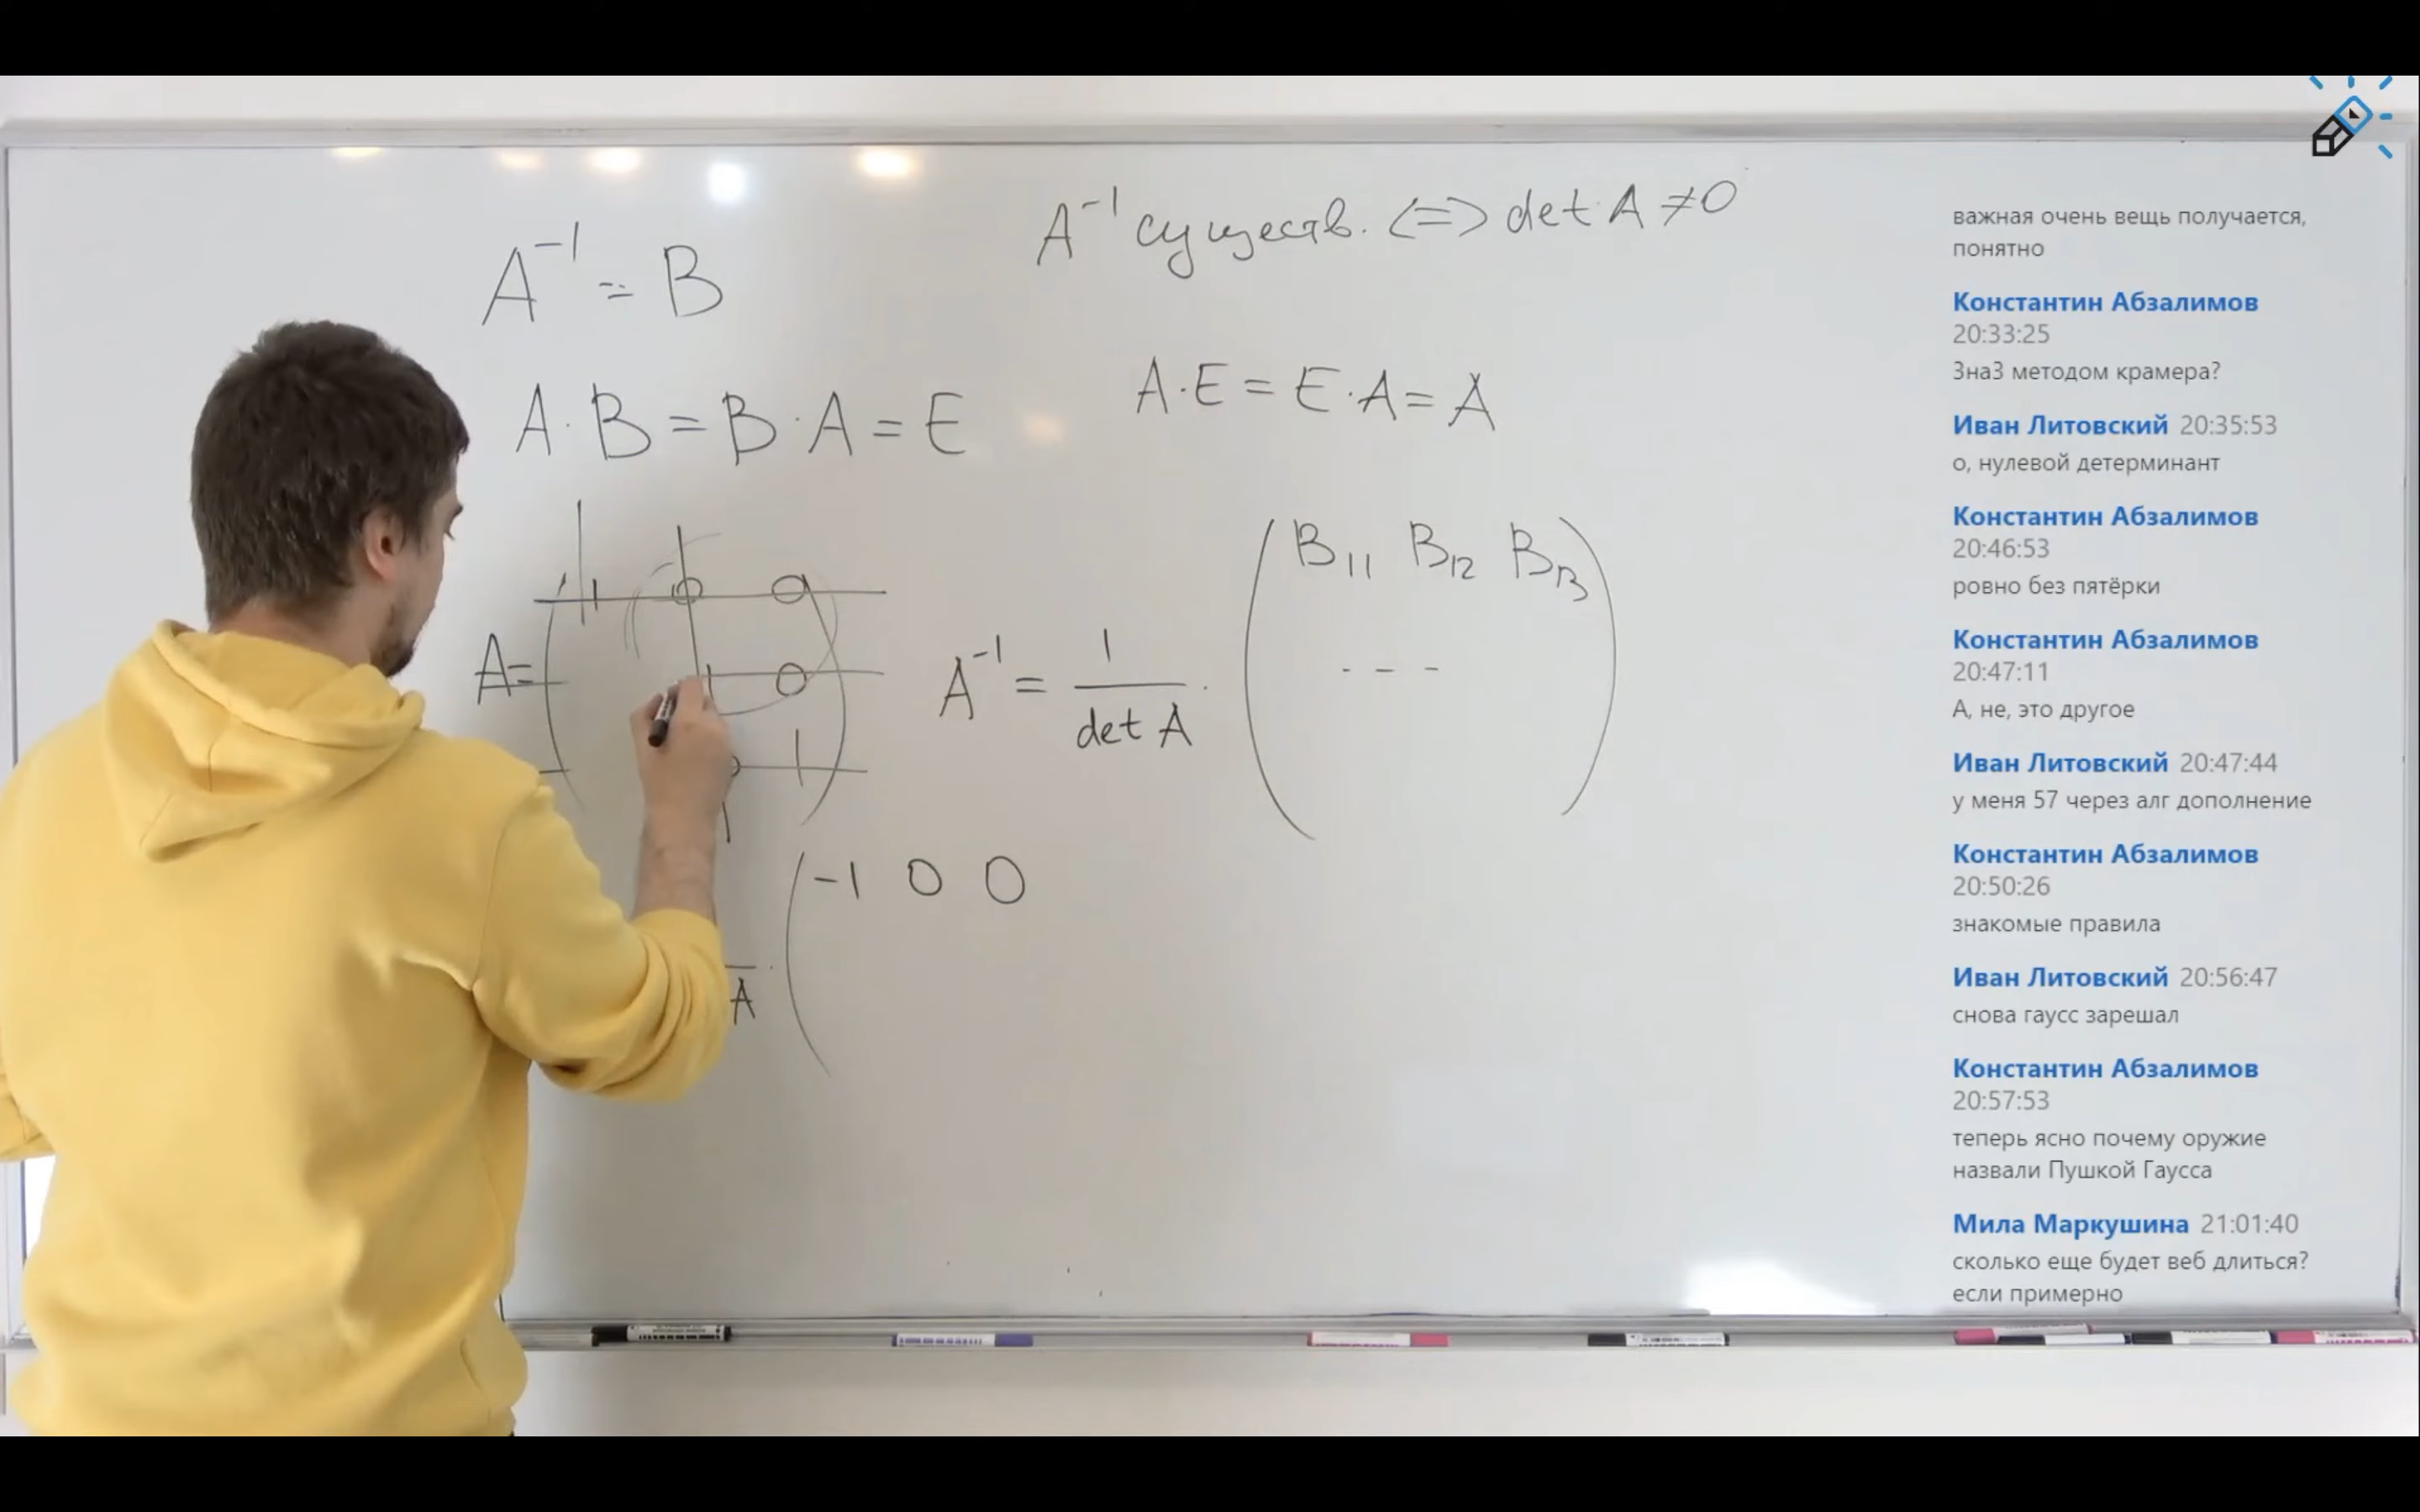 A⁻¹ = B
A⁻¹ существ. <=> det A ≠ 0
A · B = B · A = E
A · E = E · A = A
A =
A⁻¹ = 1 / det A · ( B₁₁ B₁₂ B₁₃
- - -
)
1 0 0
0
1
A · ( -1 0 0
важная очень вещь получается,
понятно
Константин Абзалимов
20:33:25
3на3 методом крамера?
Иван Литовский 20:35:53
о, нулевой детерминант
Константин Абзалимов
20:46:53
ровно без пятёрки
Константин Абзалимов
20:47:11
А, не, это другое
Иван Литовский 20:47:44
у меня 57 через алг дополнение
Константин Абзалимов
20:50:26
знакомые правила
Иван Литовский 20:56:47
снова гаусс зарешал
Константин Абзалимов
20:57:53
теперь ясно почему оружие
назвали Пушкой Гаусса
Мила Маркушина 21:01:40
сколько еще будет веб длиться?
если примерно